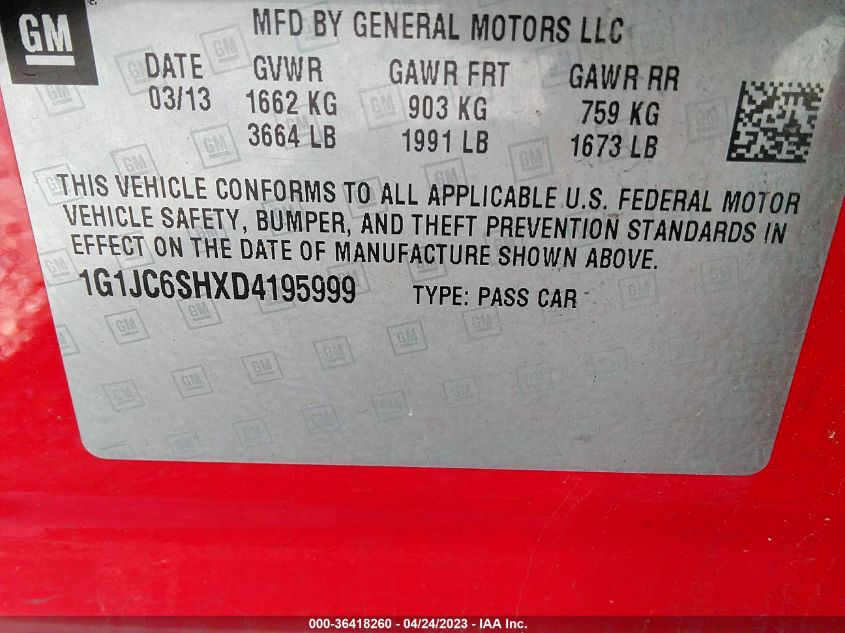 GM
MFD BY GENERAL MOTORS LLC
DATE GVWR GAWR FRT GAWR RR
03/13 1662 KG 903 KG 759 KG
3664 LB 1991 LB 1673 LB
THIS VEHICLE CONFORMS TO ALL APPLICABLE U.S. FEDERAL MOTOR
VEHICLE SAFETY, BUMPER, AND THEFT PREVENTION STANDARDS IN
EFFECT ON THE DATE OF MANUFACTURE SHOWN ABOVE.
1G1JC6SHXD4195999 TYPE: PASS CAR
000-36418260 - 04/24/2023 - IAA Inc.